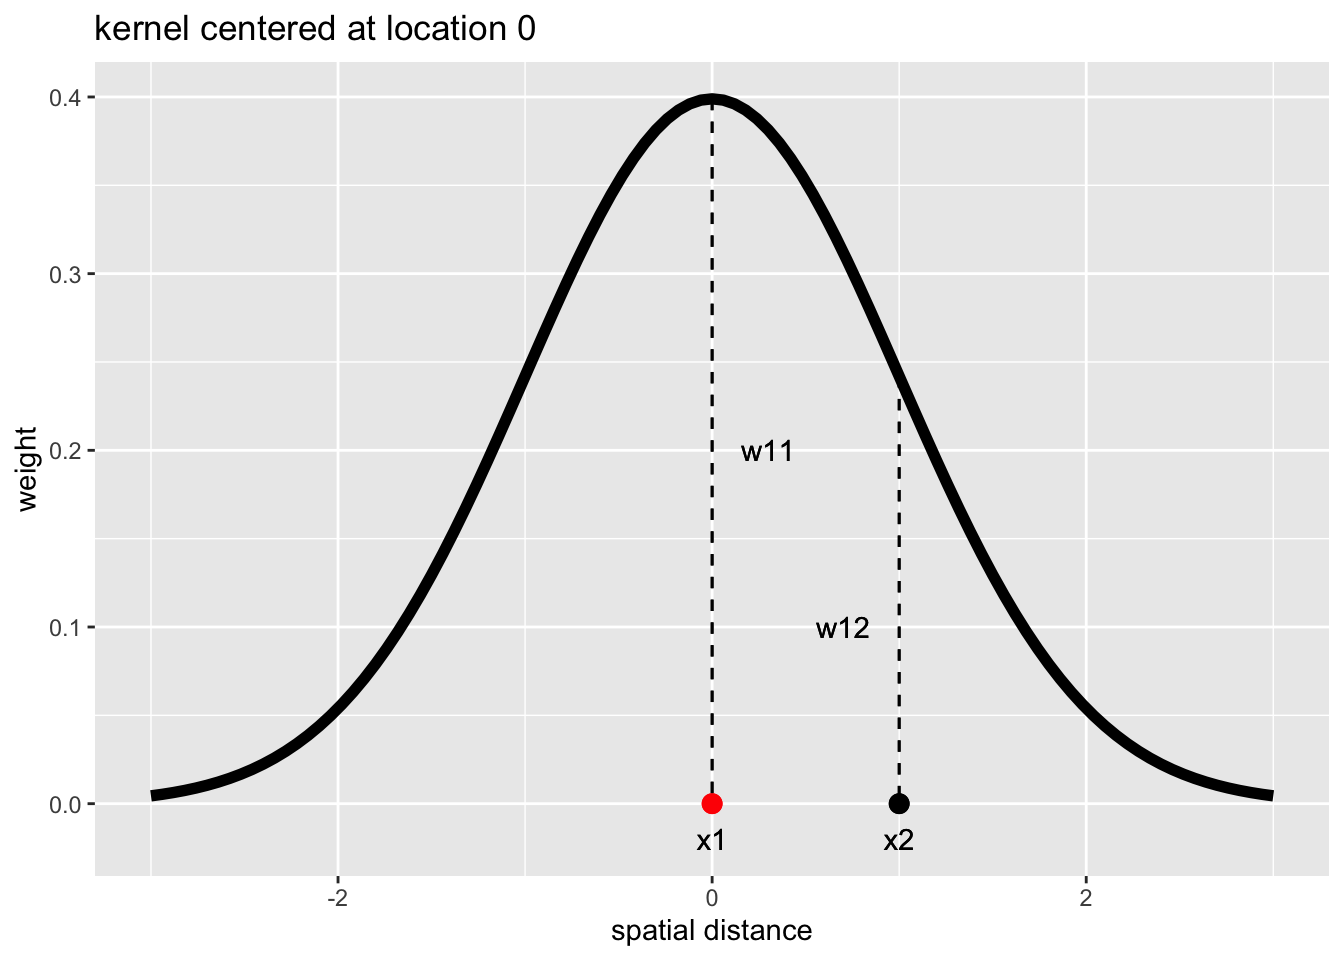 kernel centered at location 0
0.4
0.3
0.2
0.1
0.0
weight
w11
w12
x1
x2
-2
0
2
spatial distance